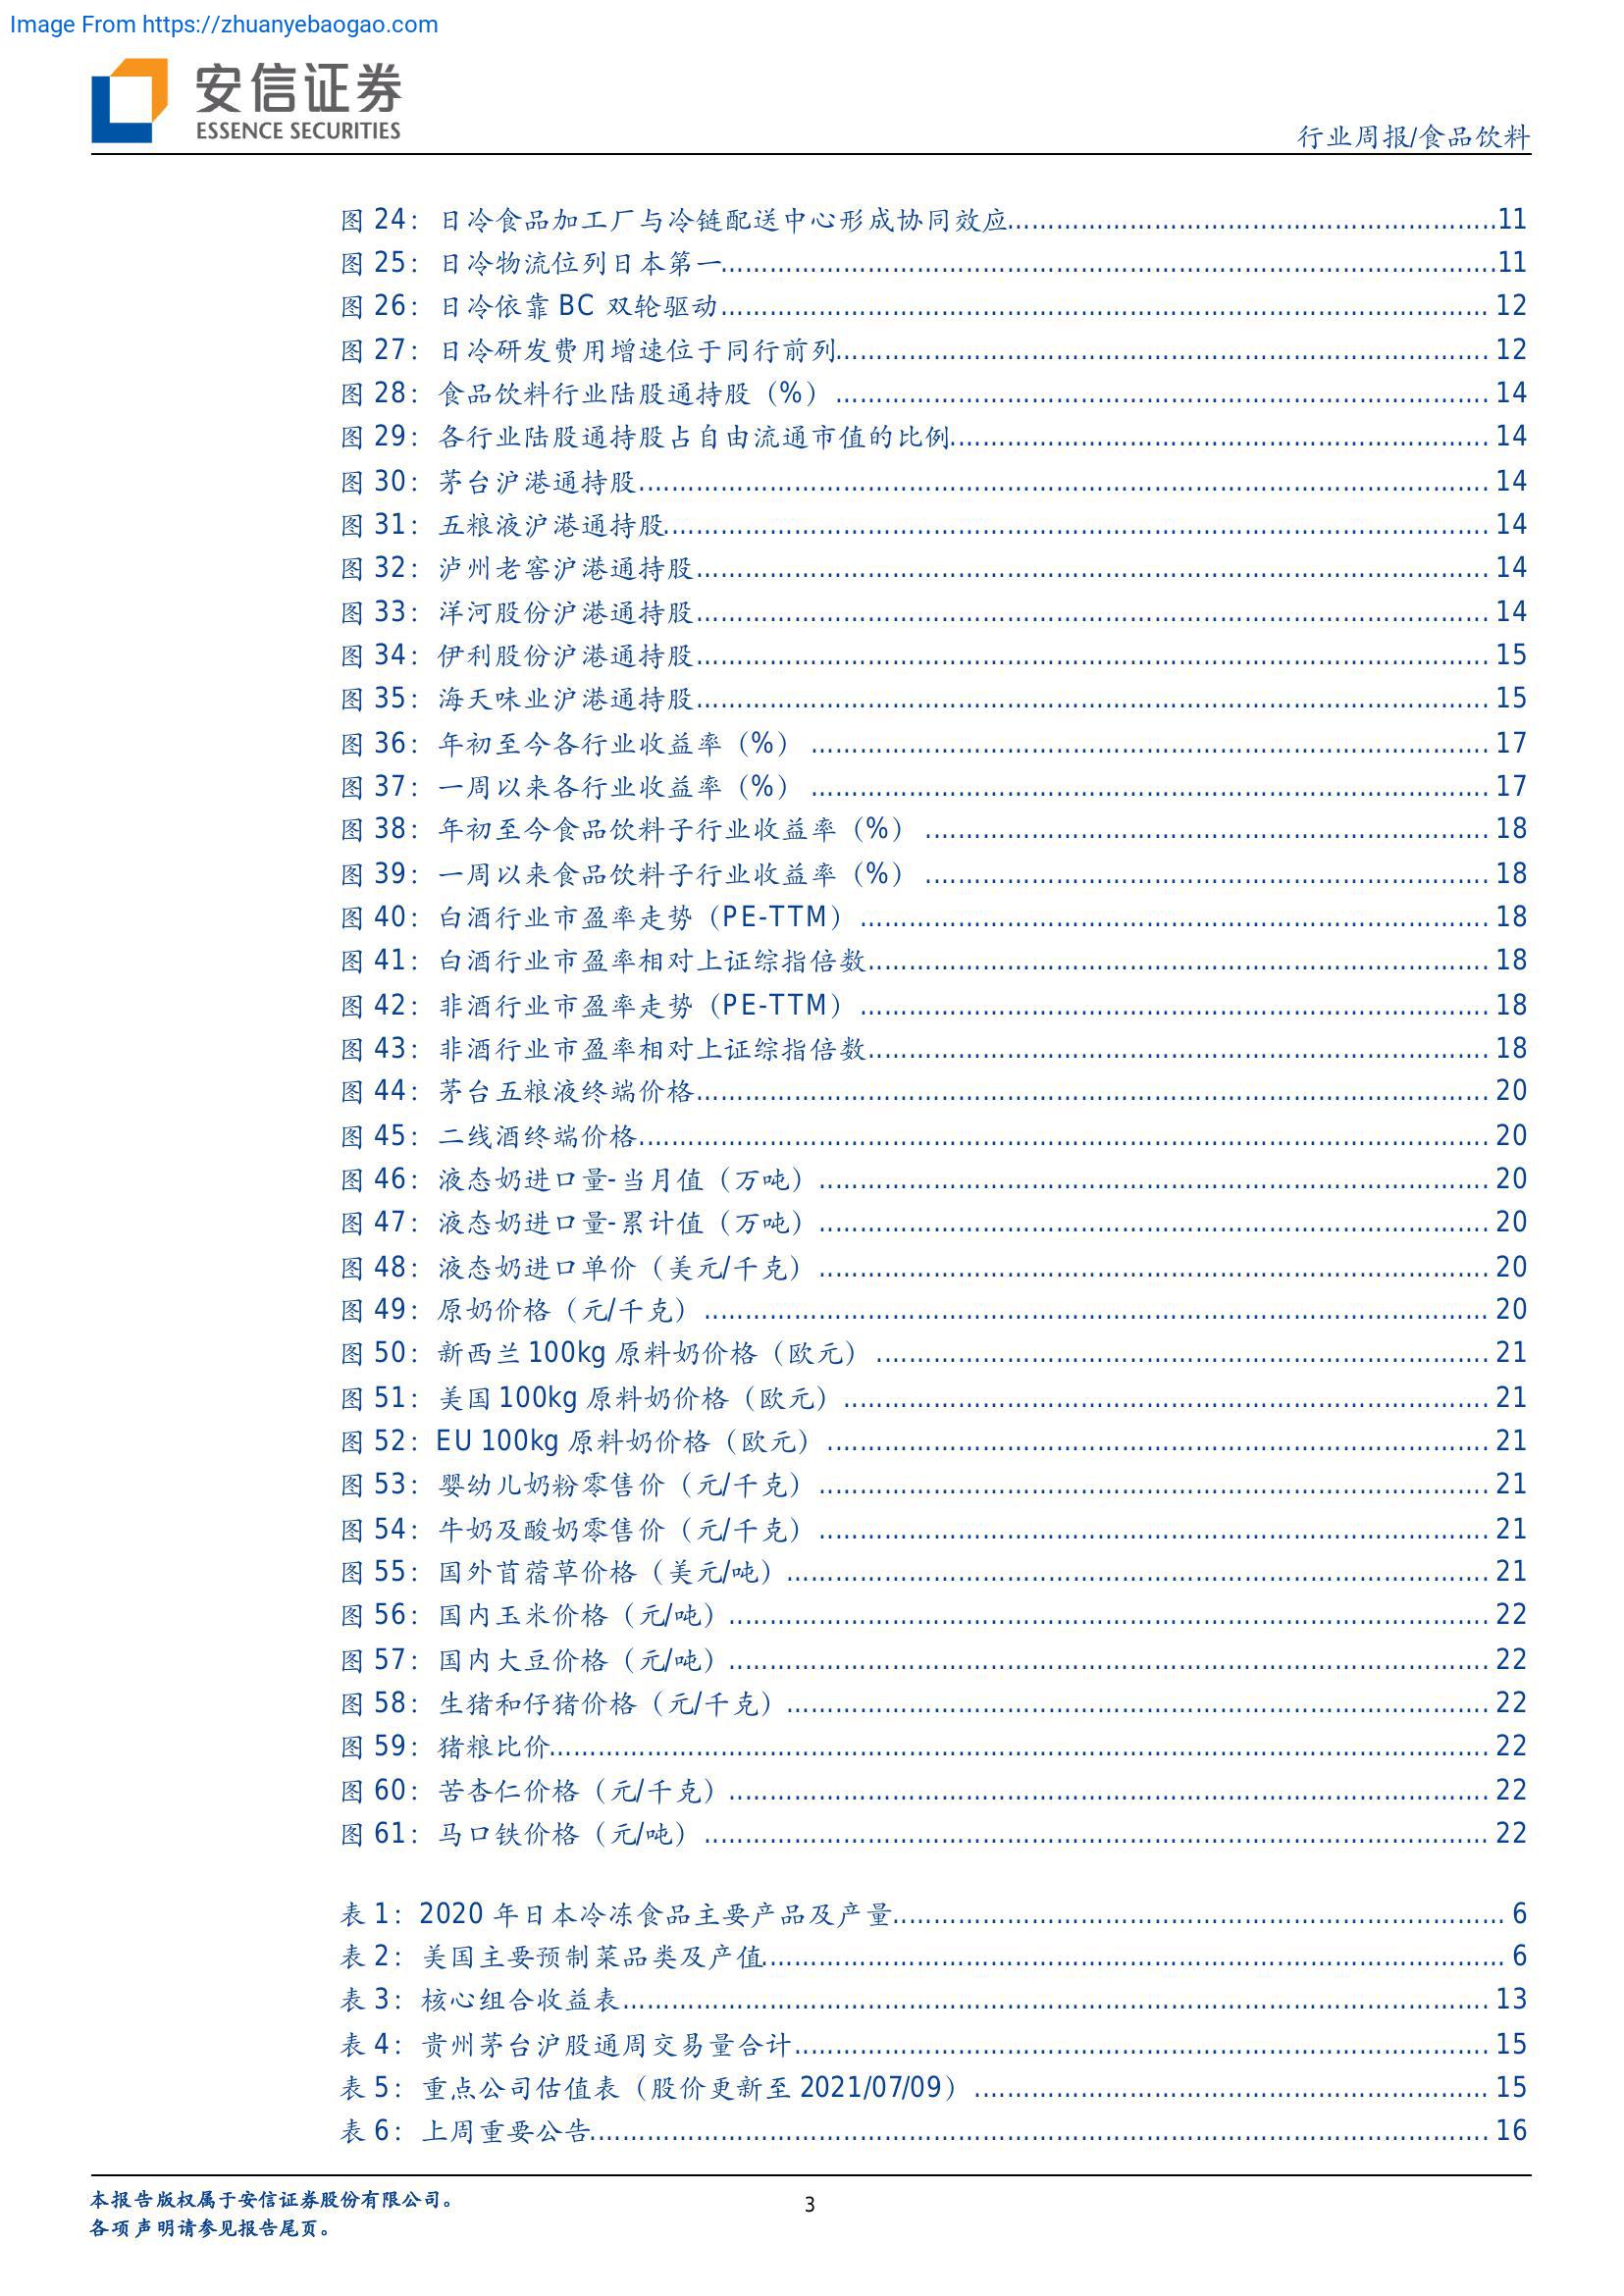 Image From https://zhuanyebaogao.com
安信证券
ESSENCE SECURITIES
行业周报/食品饮料
图 24：日冷食品加工厂与冷链配送中心形成协同效应 11
图 25：日冷物流位列日本第一 11
图 26：日冷依靠 BC 双轮驱动 12
图 27：日冷研发费用增速位于同行前列 12
图 28：食品饮料行业陆股通持股（%） 14
图 29：各行业陆股通持股占自由流通市值的比例 14
图 30：茅台沪港通持股 14
图 31：五粮液沪港通持股 14
图 32：泸州老窖沪港通持股 14
图 33：洋河股份沪港通持股 14
图 34：伊利股份沪港通持股 15
图 35：海天味业沪港通持股 15
图 36：年初至今各行业收益率（%） 17
图 37：一周以来各行业收益率（%） 17
图 38：年初至今食品饮料子行业收益率（%） 18
图 39：一周以来食品饮料子行业收益率（%） 18
图 40：白酒行业市盈率走势（PE-TTM） 18
图 41：白酒行业市盈率相对上证综指倍数 18
图 42：非酒行业市盈率走势（PE-TTM） 18
图 43：非酒行业市盈率相对上证综指倍数 18
图 44：茅台五粮液终端价格 20
图 45：二线酒终端价格 20
图 46：液态奶进口量-当月值（万吨） 20
图 47：液态奶进口量-累计值（万吨） 20
图 48：液态奶进口单价（美元/千克） 20
图 49：原奶价格（元/千克） 20
图 50：新西兰 100kg 原料奶价格（欧元） 21
图 51：美国 100kg 原料奶价格（欧元） 21
图 52：EU 100kg 原料奶价格（欧元） 21
图 53：婴幼儿奶粉零售价（元/千克） 21
图 54：牛奶及酸奶零售价（元/千克） 21
图 55：国外苜蓿草价格（美元/吨） 21
图 56：国内玉米价格（元/吨） 22
图 57：国内大豆价格（元/吨） 22
图 58：生猪和仔猪价格（元/千克） 22
图 59：猪粮比价 22
图 60：苦杏仁价格（元/千克） 22
图 61：马口铁价格（元/吨） 22
表 1：2020 年日本冷冻食品主要产品及产量 6
表 2：美国主要预制菜品类及产值 6
表 3：核心组合收益表 13
表 4：贵州茅台沪股通周交易量合计 15
表 5：重点公司估值表（股价更新至 2021/07/09） 15
表 6：上周重要公告 16
本报告版权属于安信证券股份有限公司。
3
各项声明请参见报告尾页。